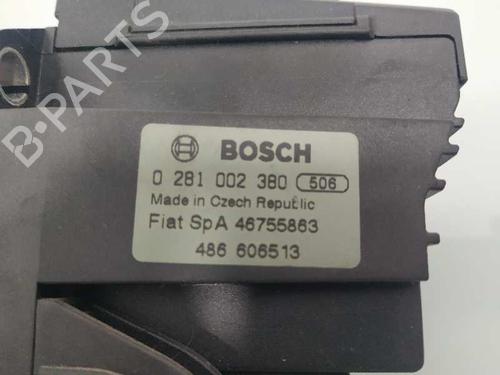 BOSCH
0 281 002 380 506
Made in Czech Republic
Fiat SpA 46755863
486 606513
B-PARTS